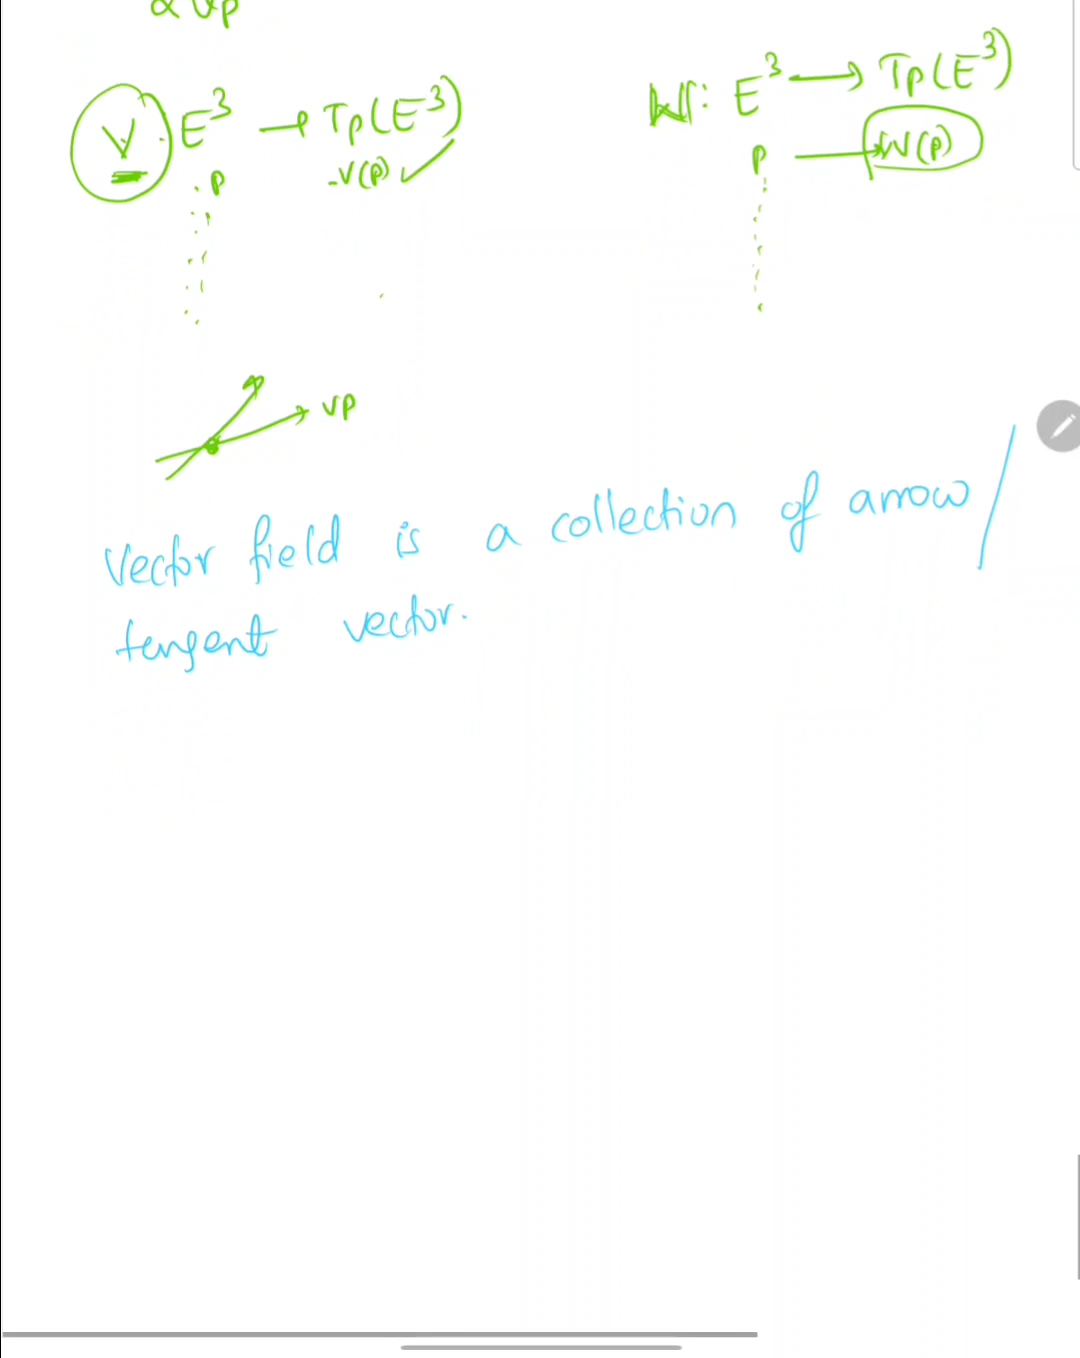 α vp
V: E³ → Tp(E³)
W: E³ → Tp(E³)
p V(p) ✓
p → W(p)
vp
Vector field is a collection of arrow /
tengent vector.